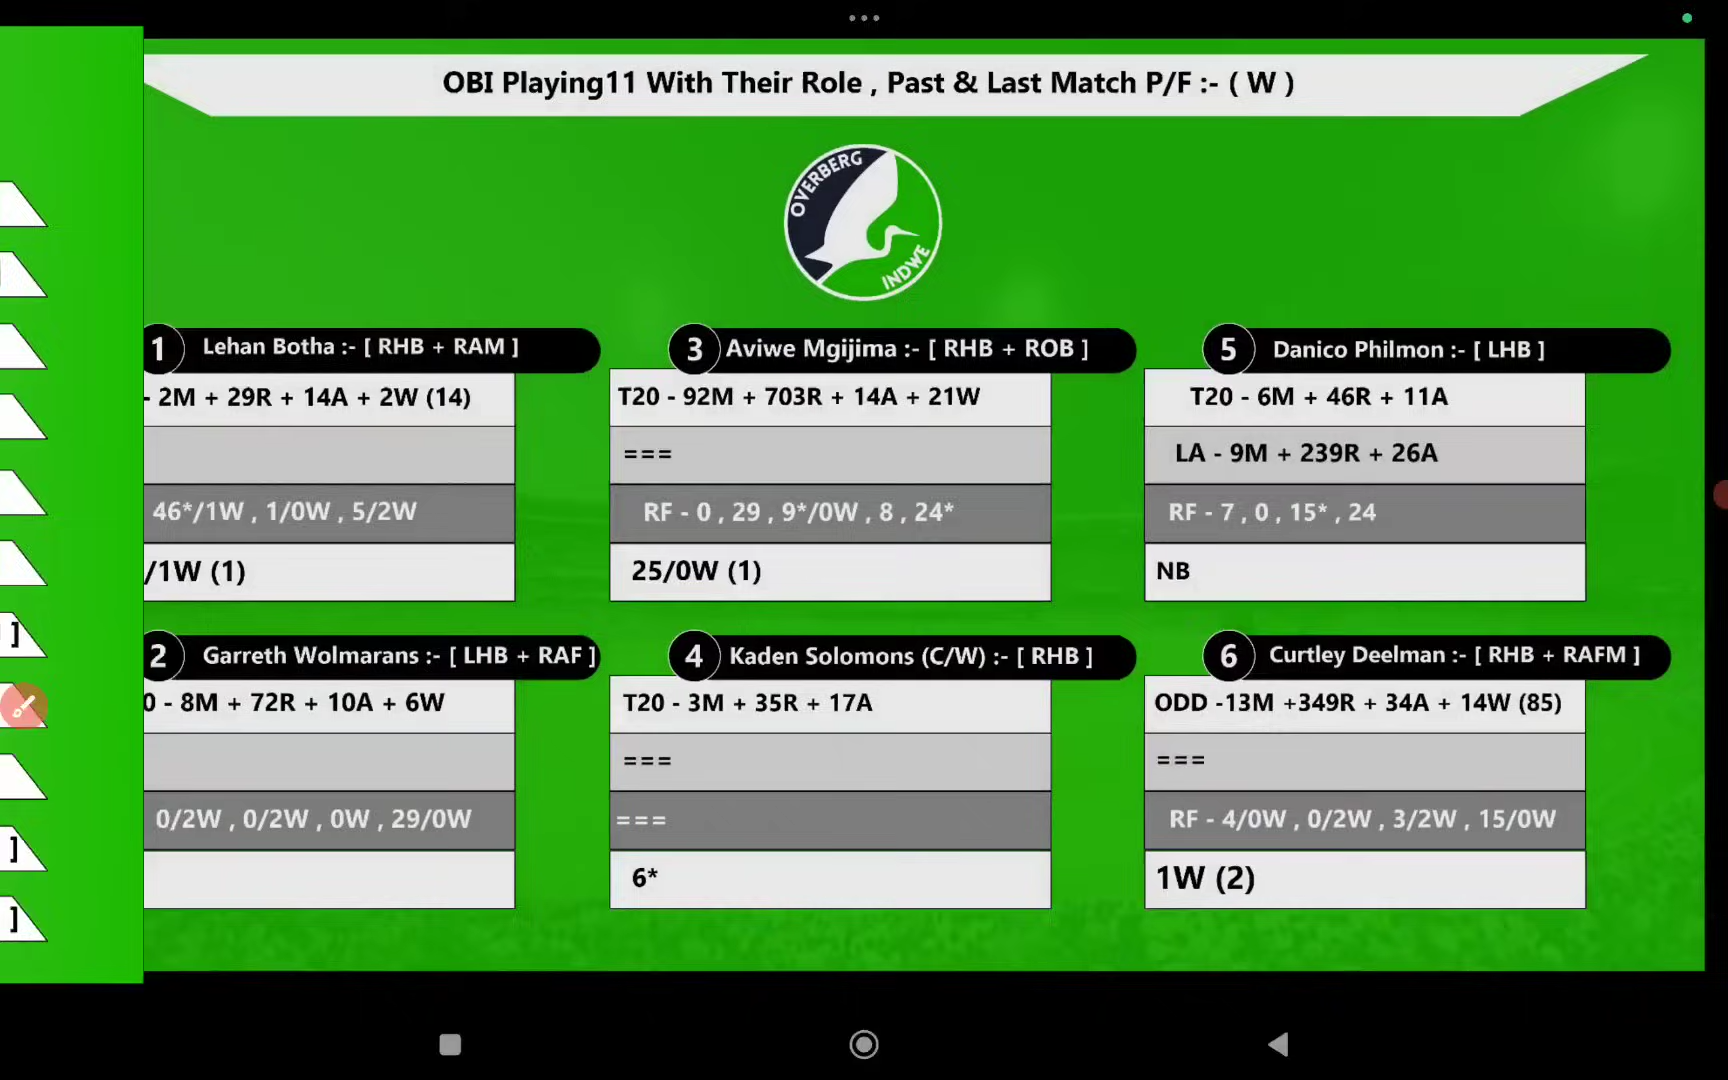 OBI Playing11 With Their Role , Past & Last Match P/F :- ( W )
OVERBERG
INDWE
1 Lehan Botha :- [ RHB + RAM ]
- 2M + 29R + 14A + 2W (14)
46*/1W , 1/0W , 5/2W
/1W (1)
3 Aviwe Mgijima :- [ RHB + ROB ]
T20 - 92M + 703R + 14A + 21W
===
RF - 0 , 29 , 9*/0W , 8 , 24*
25/0W (1)
5 Danico Philmon :- [ LHB ]
T20 - 6M + 46R + 11A
LA - 9M + 239R + 26A
RF - 7 , 0 , 15* , 24
NB
2 Garreth Wolmarans :- [ LHB + RAF ]
0 - 8M + 72R + 10A + 6W
0/2W , 0/2W , 0W , 29/0W
4 Kaden Solomons (C/W) :- [ RHB ]
T20 - 3M + 35R + 17A
===
===
6*
6 Curtley Deelman :- [ RHB + RAFM ]
ODD -13M +349R + 34A + 14W (85)
===
RF - 4/0W , 0/2W , 3/2W , 15/0W
1W (2)
]
]
]